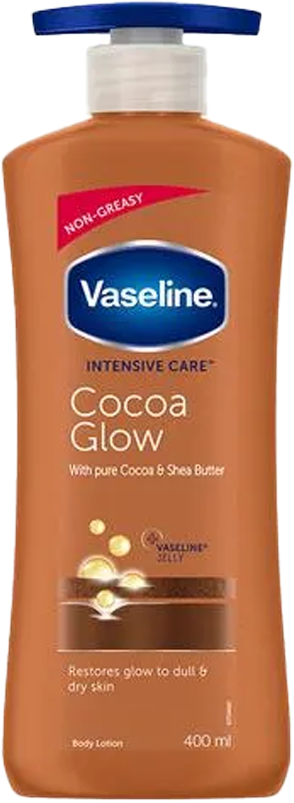 NON-GREASY
Vaseline®
INTENSIVE CARE™
Cocoa
Glow
With pure Cocoa & Shea Butter
VASELINE®
JELLY
Restores glow to dull &
dry skin
Body Lotion 400 ml